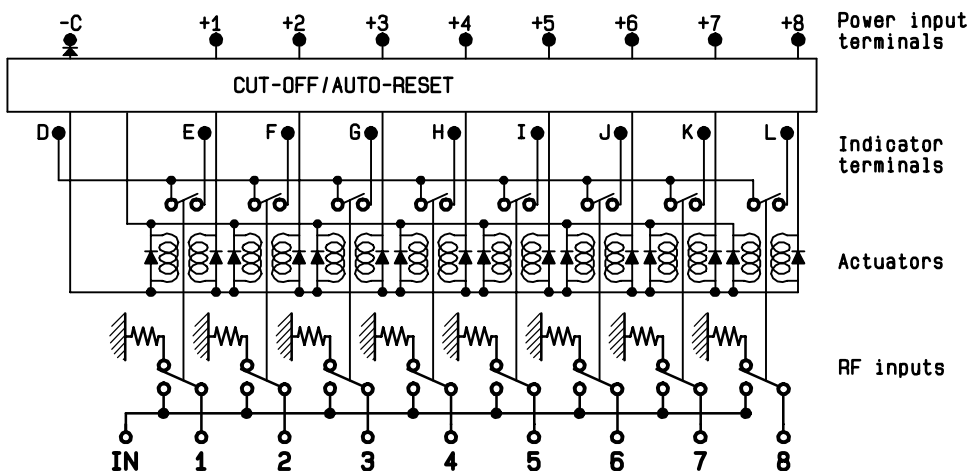 -C +1 +2 +3 +4 +5 +6 +7 +8
Power input
terminals
CUT-OFF/AUTO-RESET
D E F G H I J K L
Indicator
terminals
Actuators
RF inputs
IN 1 2 3 4 5 6 7 8